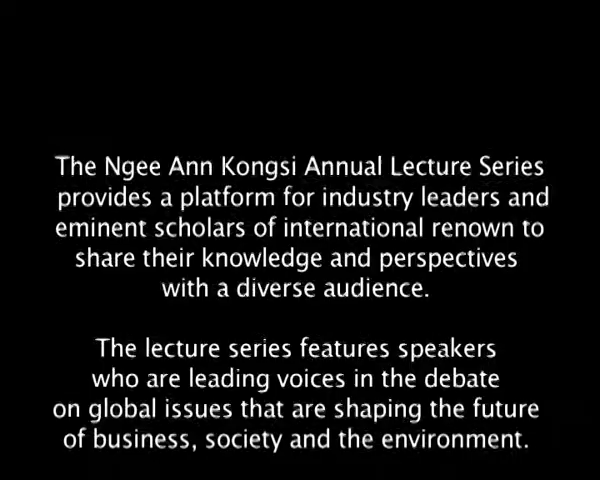 The Ngee Ann Kongsi Annual Lecture Series
provides a platform for industry leaders and
eminent scholars of international renown to
share their knowledge and perspectives
with a diverse audience.
The lecture series features speakers
who are leading voices in the debate
on global issues that are shaping the future
of business, society and the environment.